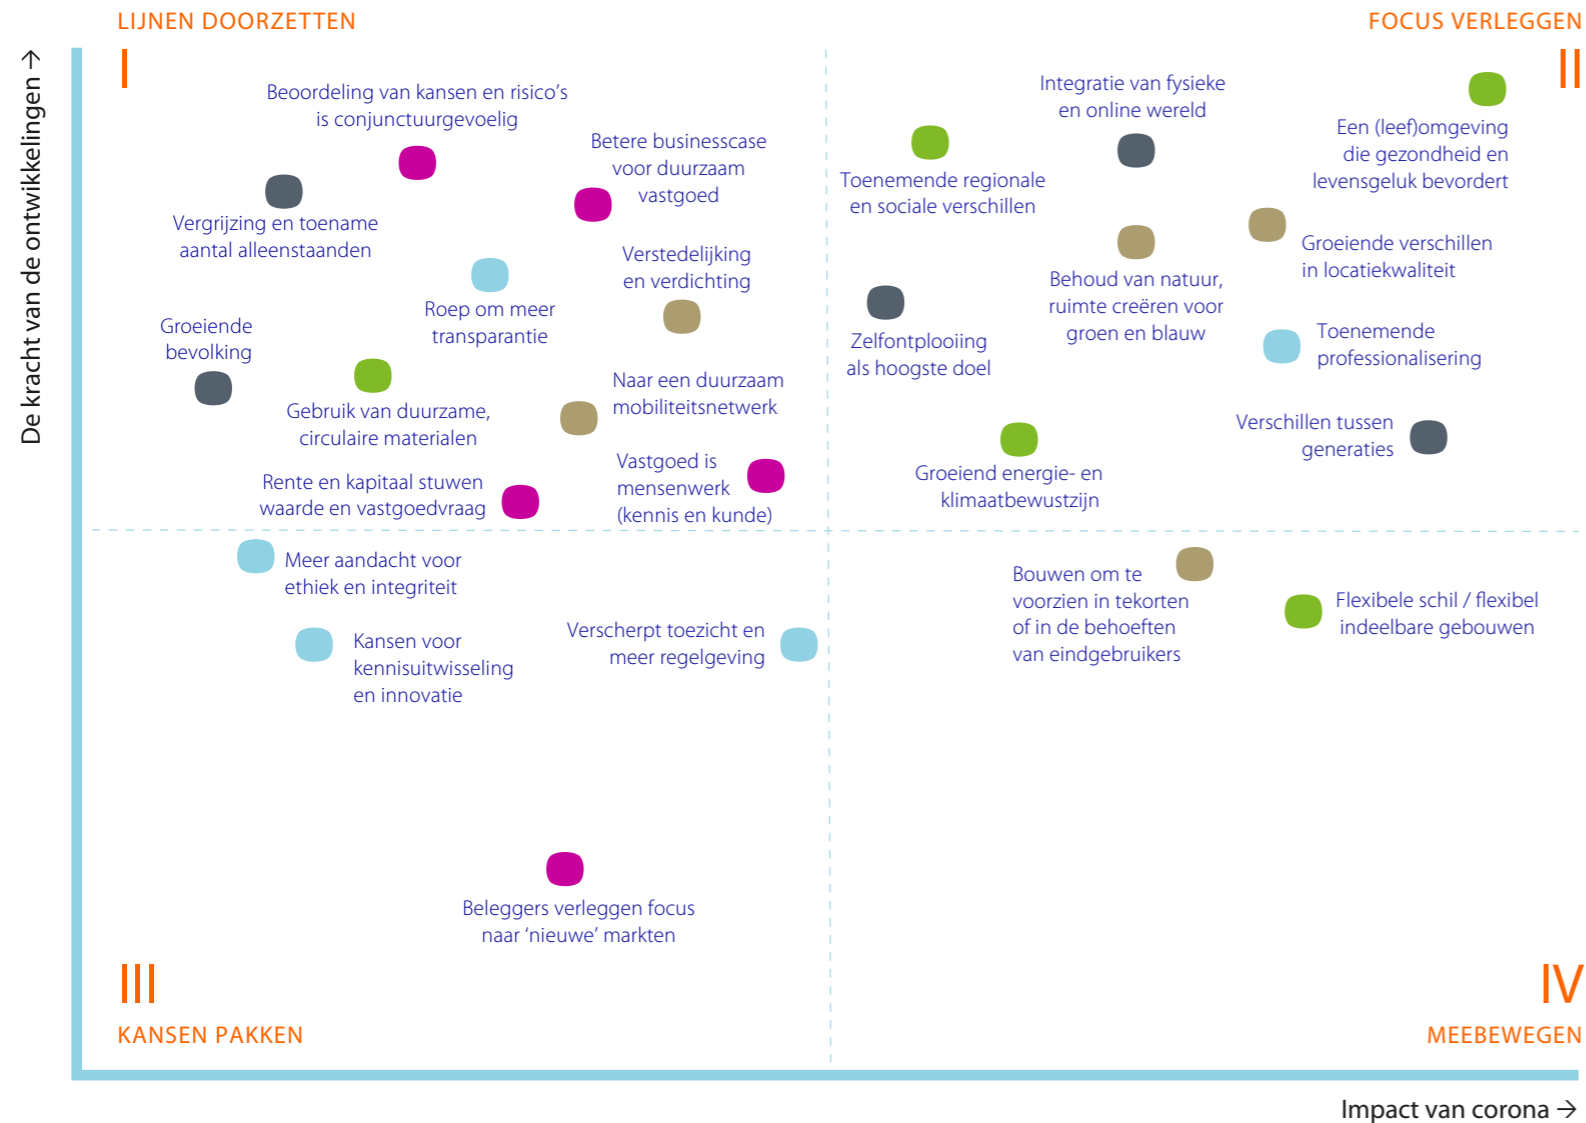 LIJNEN DOORZETTEN
FOCUS VERLEGGEN
I
II
De kracht van de ontwikkelingen →
Beoordeling van kansen en risico's
is conjunctuurgevoelig
Betere businesscase
voor duurzaam
vastgoed
Vergrijzing en toename
aantal alleenstaanden
Verstedelijking
en verdichting
Roep om meer
transparantie
Groeiende
bevolking
Gebruik van duurzame,
circulaire materialen
Naar een duurzaam
mobiliteitsnetwerk
Rente en kapitaal stuwen
waarde en vastgoedvraag
Vastgoed is
mensenwerk
(kennis en kunde)
Integratie van fysieke
en online wereld
Een (leef)omgeving
die gezondheid en
levensgeluk bevordert
Toenemende regionale
en sociale verschillen
Groeiende verschillen
in locatiekwaliteit
Behoud van natuur,
ruimte creëren voor
groen en blauw
Zelfontplooiing
als hoogste doel
Toenemende
professionalisering
Verschillen tussen
generaties
Groeiend energie- en
klimaatbewustzijn
Meer aandacht voor
ethiek en integriteit
Kansen voor
kennisuitwisseling
en innovatie
Verscherpt toezicht en
meer regelgeving
Beleggers verleggen focus
naar ‘nieuwe’ markten
Bouwen om te
voorzien in tekorten
of in de behoeften
van eindgebruikers
Flexibele schil / flexibel
indeelbare gebouwen
III
IV
KANSEN PAKKEN
MEEBEWEGEN
Impact van corona →